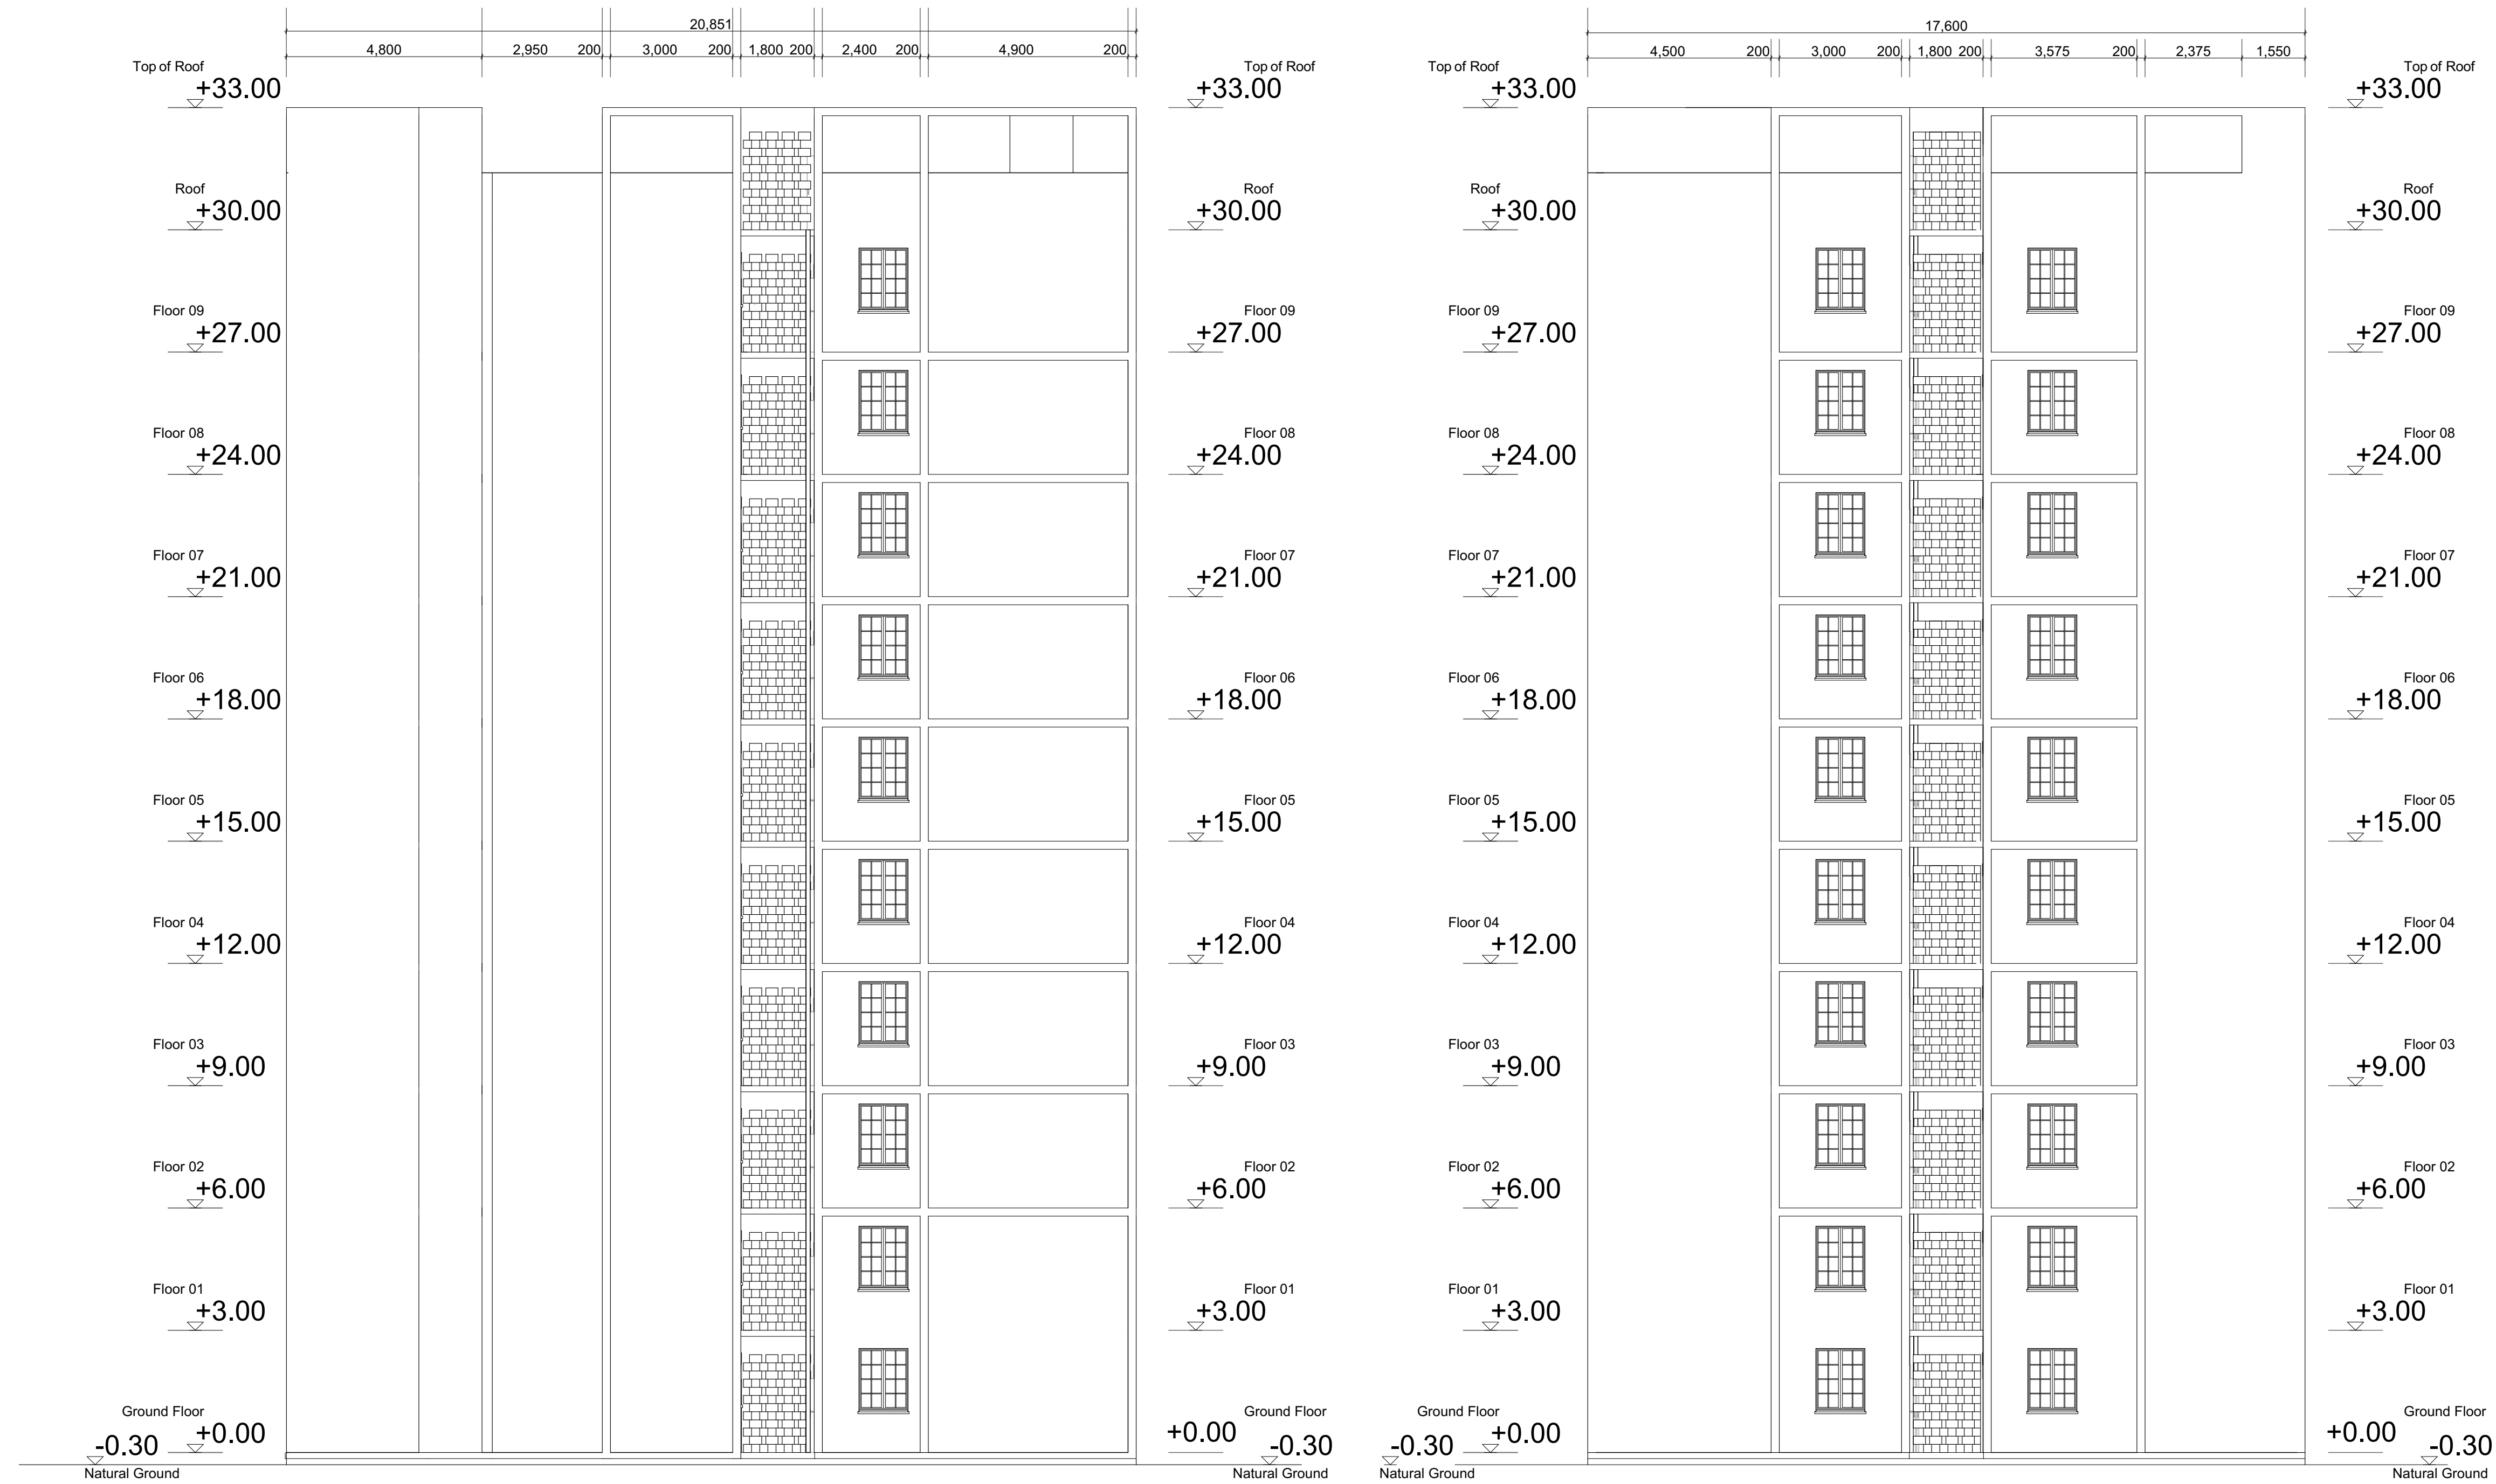 20,851
4,800 2,950 200 3,000 200 1,800 200 2,400 200 4,900 200
17,600
4,500 200 3,000 200 1,800 200 3,575 200 2,375 1,550
Top of Roof Top of Roof Top of Roof Top of Roof
+33.00 +33.00 +33.00 +33.00
Roof Roof Roof Roof
+30.00 +30.00 +30.00 +30.00
Floor 09 Floor 09 Floor 09 Floor 09
+27.00 +27.00 +27.00 +27.00
Floor 08 Floor 08 Floor 08 Floor 08
+24.00 +24.00 +24.00 +24.00
Floor 07 Floor 07 Floor 07 Floor 07
+21.00 +21.00 +21.00 +21.00
Floor 06 Floor 06 Floor 06 Floor 06
+18.00 +18.00 +18.00 +18.00
Floor 05 Floor 05 Floor 05 Floor 05
+15.00 +15.00 +15.00 +15.00
Floor 04 Floor 04 Floor 04 Floor 04
+12.00 +12.00 +12.00 +12.00
Floor 03 Floor 03 Floor 03 Floor 03
+9.00 +9.00 +9.00 +9.00
Floor 02 Floor 02 Floor 02 Floor 02
+6.00 +6.00 +6.00 +6.00
Floor 01 Floor 01 Floor 01 Floor 01
+3.00 +3.00 +3.00 +3.00
Ground Floor Ground Floor Ground Floor Ground Floor
+0.00 +0.00 +0.00 +0.00
-0.30 -0.30 -0.30 -0.30
Natural Ground Natural Ground Natural Ground Natural Ground